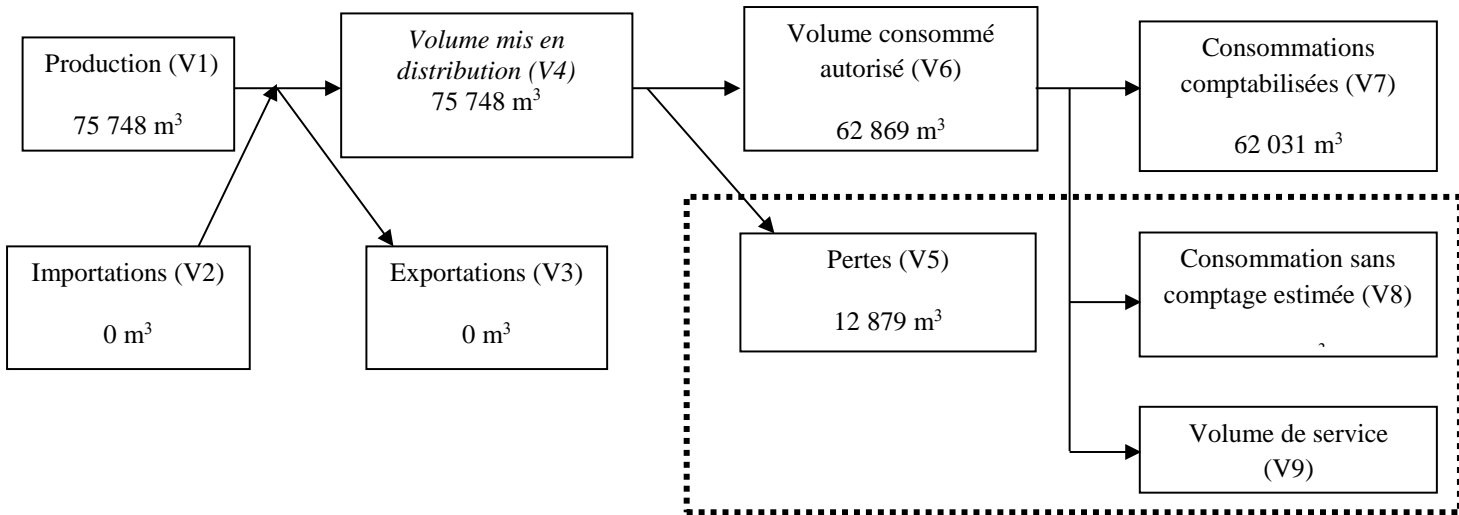 Production (V1)
75 748 m³
Volume mis en
distribution (V4)
75 748 m³
Volume consommé
autorisé (V6)
62 869 m³
Consommations
comptabilisées (V7)
62 031 m³
Importations (V2)
0 m³
Exportations (V3)
0 m³
Pertes (V5)
12 879 m³
Consommation sans
comptage estimée (V8)
Volume de service
(V9)